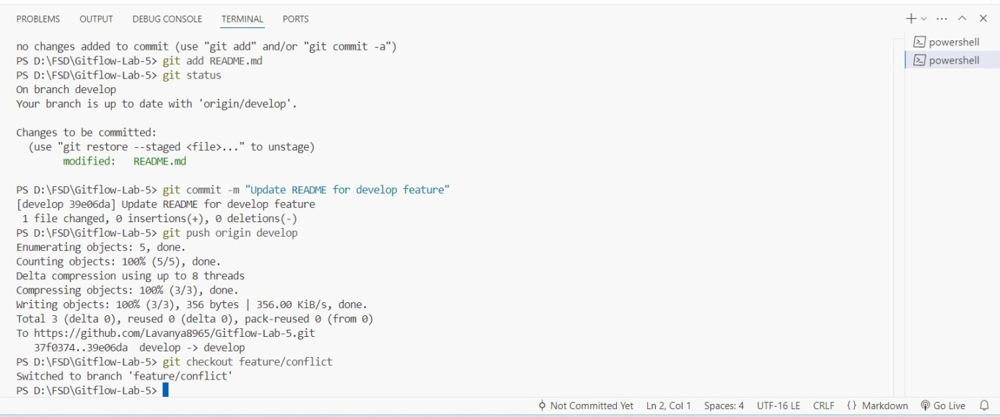 PROBLEMS OUTPUT DEBUG CONSOLE TERMINAL PORTS
no changes added to commit (use "git add" and/or "git commit -a")
PS D:\FSD\Gitflow-Lab-5> git add README.md
PS D:\FSD\Gitflow-Lab-5> git status
On branch develop
Your branch is up to date with 'origin/develop'.
Changes to be committed:
  (use "git restore --staged <file>..." to unstage)
        modified:   README.md
PS D:\FSD\Gitflow-Lab-5> git commit -m "Update README for develop feature"
[develop 39e06da] Update README for develop feature
 1 file changed, 0 insertions(+), 0 deletions(-)
PS D:\FSD\Gitflow-Lab-5> git push origin develop
Enumerating objects: 5, done.
Counting objects: 100% (5/5), done.
Delta compression using up to 8 threads
Compressing objects: 100% (3/3), done.
Writing objects: 100% (3/3), 356 bytes | 356.00 KiB/s, done.
Total 3 (delta 0), reused 0 (delta 0), pack-reused 0 (from 0)
To https://github.com/Lavanya8965/Gitflow-Lab-5.git
   37f0374..39e06da  develop -> develop
PS D:\FSD\Gitflow-Lab-5> git checkout feature/conflict
Switched to branch 'feature/conflict'
PS D:\FSD\Gitflow-Lab-5>
powershell
powershell
Not Committed Yet Ln 2, Col 1 Spaces: 4 UTF-16 LE CRLF {} Markdown Go Live